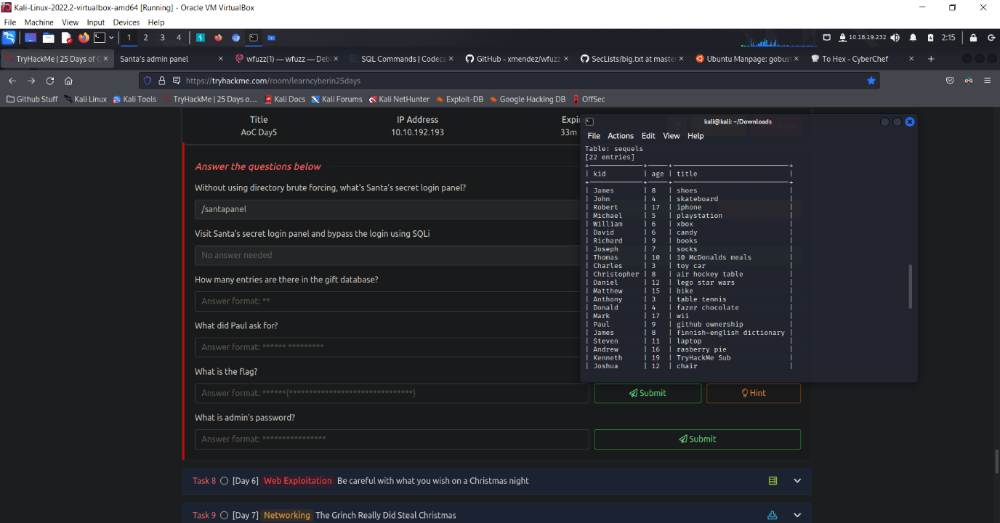 Kali-Linux-2022.2-virtualbox-amd64 [Running] - Oracle VM VirtualBox
File Machine View Input Devices Help
1 2 3 4
10.18.19.232 2:15
TryHackMe | 25 Days of C
Santa's admin panel
wfuzz(1) — wfuzz — Debi
SQL Commands | Codeca
GitHub - xmendez/wfuzz
SecLists/big.txt at master
Ubuntu Manpage: gobust
To Hex - CyberChef
https://tryhackme.com/room/learncyberin25days
Github Stuff Kali Linux Kali Tools TryHackMe | 25 Days o... Kali Docs Kali Forums Kali NetHunter Exploit-DB Google Hacking DB OffSec
Title IP Address Expi
AoC Day5 10.10.192.193 33m
Answer the questions below
Without using directory brute forcing, what's Santa's secret login panel?
/santapanel
Visit Santa's secret login panel and bypass the login using SQLi
No answer needed
How many entries are there in the gift database?
Answer format: **
What did Paul ask for?
Answer format: ****** *********
What is the flag?
Answer format: ******{********************************}
Submit
Hint
What is admin's password?
Answer format: ****************
Submit
Task 8 [Day 6] Web Exploitation Be careful with what you wish on a Christmas night
Task 9 [Day 7] Networking The Grinch Really Did Steal Christmas
kali@kali: ~/Downloads
File Actions Edit View Help
Table: sequels
[22 entries]
| kid | age | title |
| James | 8 | shoes |
| John | 4 | skateboard |
| Robert | 17 | iphone |
| Michael | 5 | playstation |
| William | 6 | xbox |
| David | 6 | candy |
| Richard | 9 | books |
| Joseph | 7 | socks |
| Thomas | 10 | 10 McDonalds meals |
| Charles | 3 | toy car |
| Christopher | 8 | air hockey table |
| Daniel | 12 | lego star wars |
| Matthew | 15 | bike |
| Anthony | 3 | table tennis |
| Donald | 4 | fazer chocolate |
| Mark | 17 | wii |
| Paul | 9 | github ownership |
| James | 8 | finnish-english dictionary |
| Steven | 11 | laptop |
| Andrew | 16 | rasberry pie |
| Kenneth | 19 | TryHackMe Sub |
| Joshua | 12 | chair |